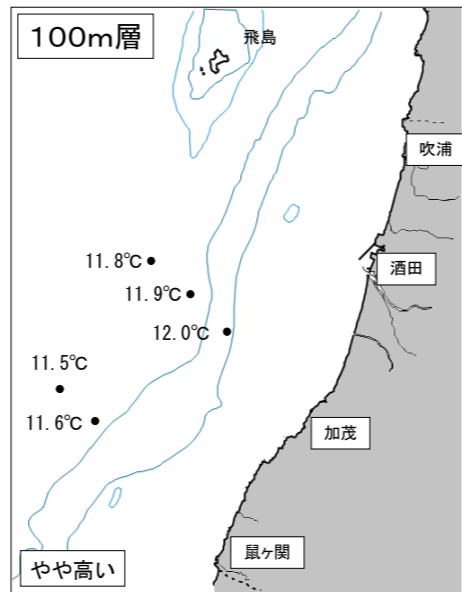 100m層
飛島
吹浦
酒田
11.8℃
11.9℃
12.0℃
11.5℃
11.6℃
加茂
鼠ヶ関
やや高い